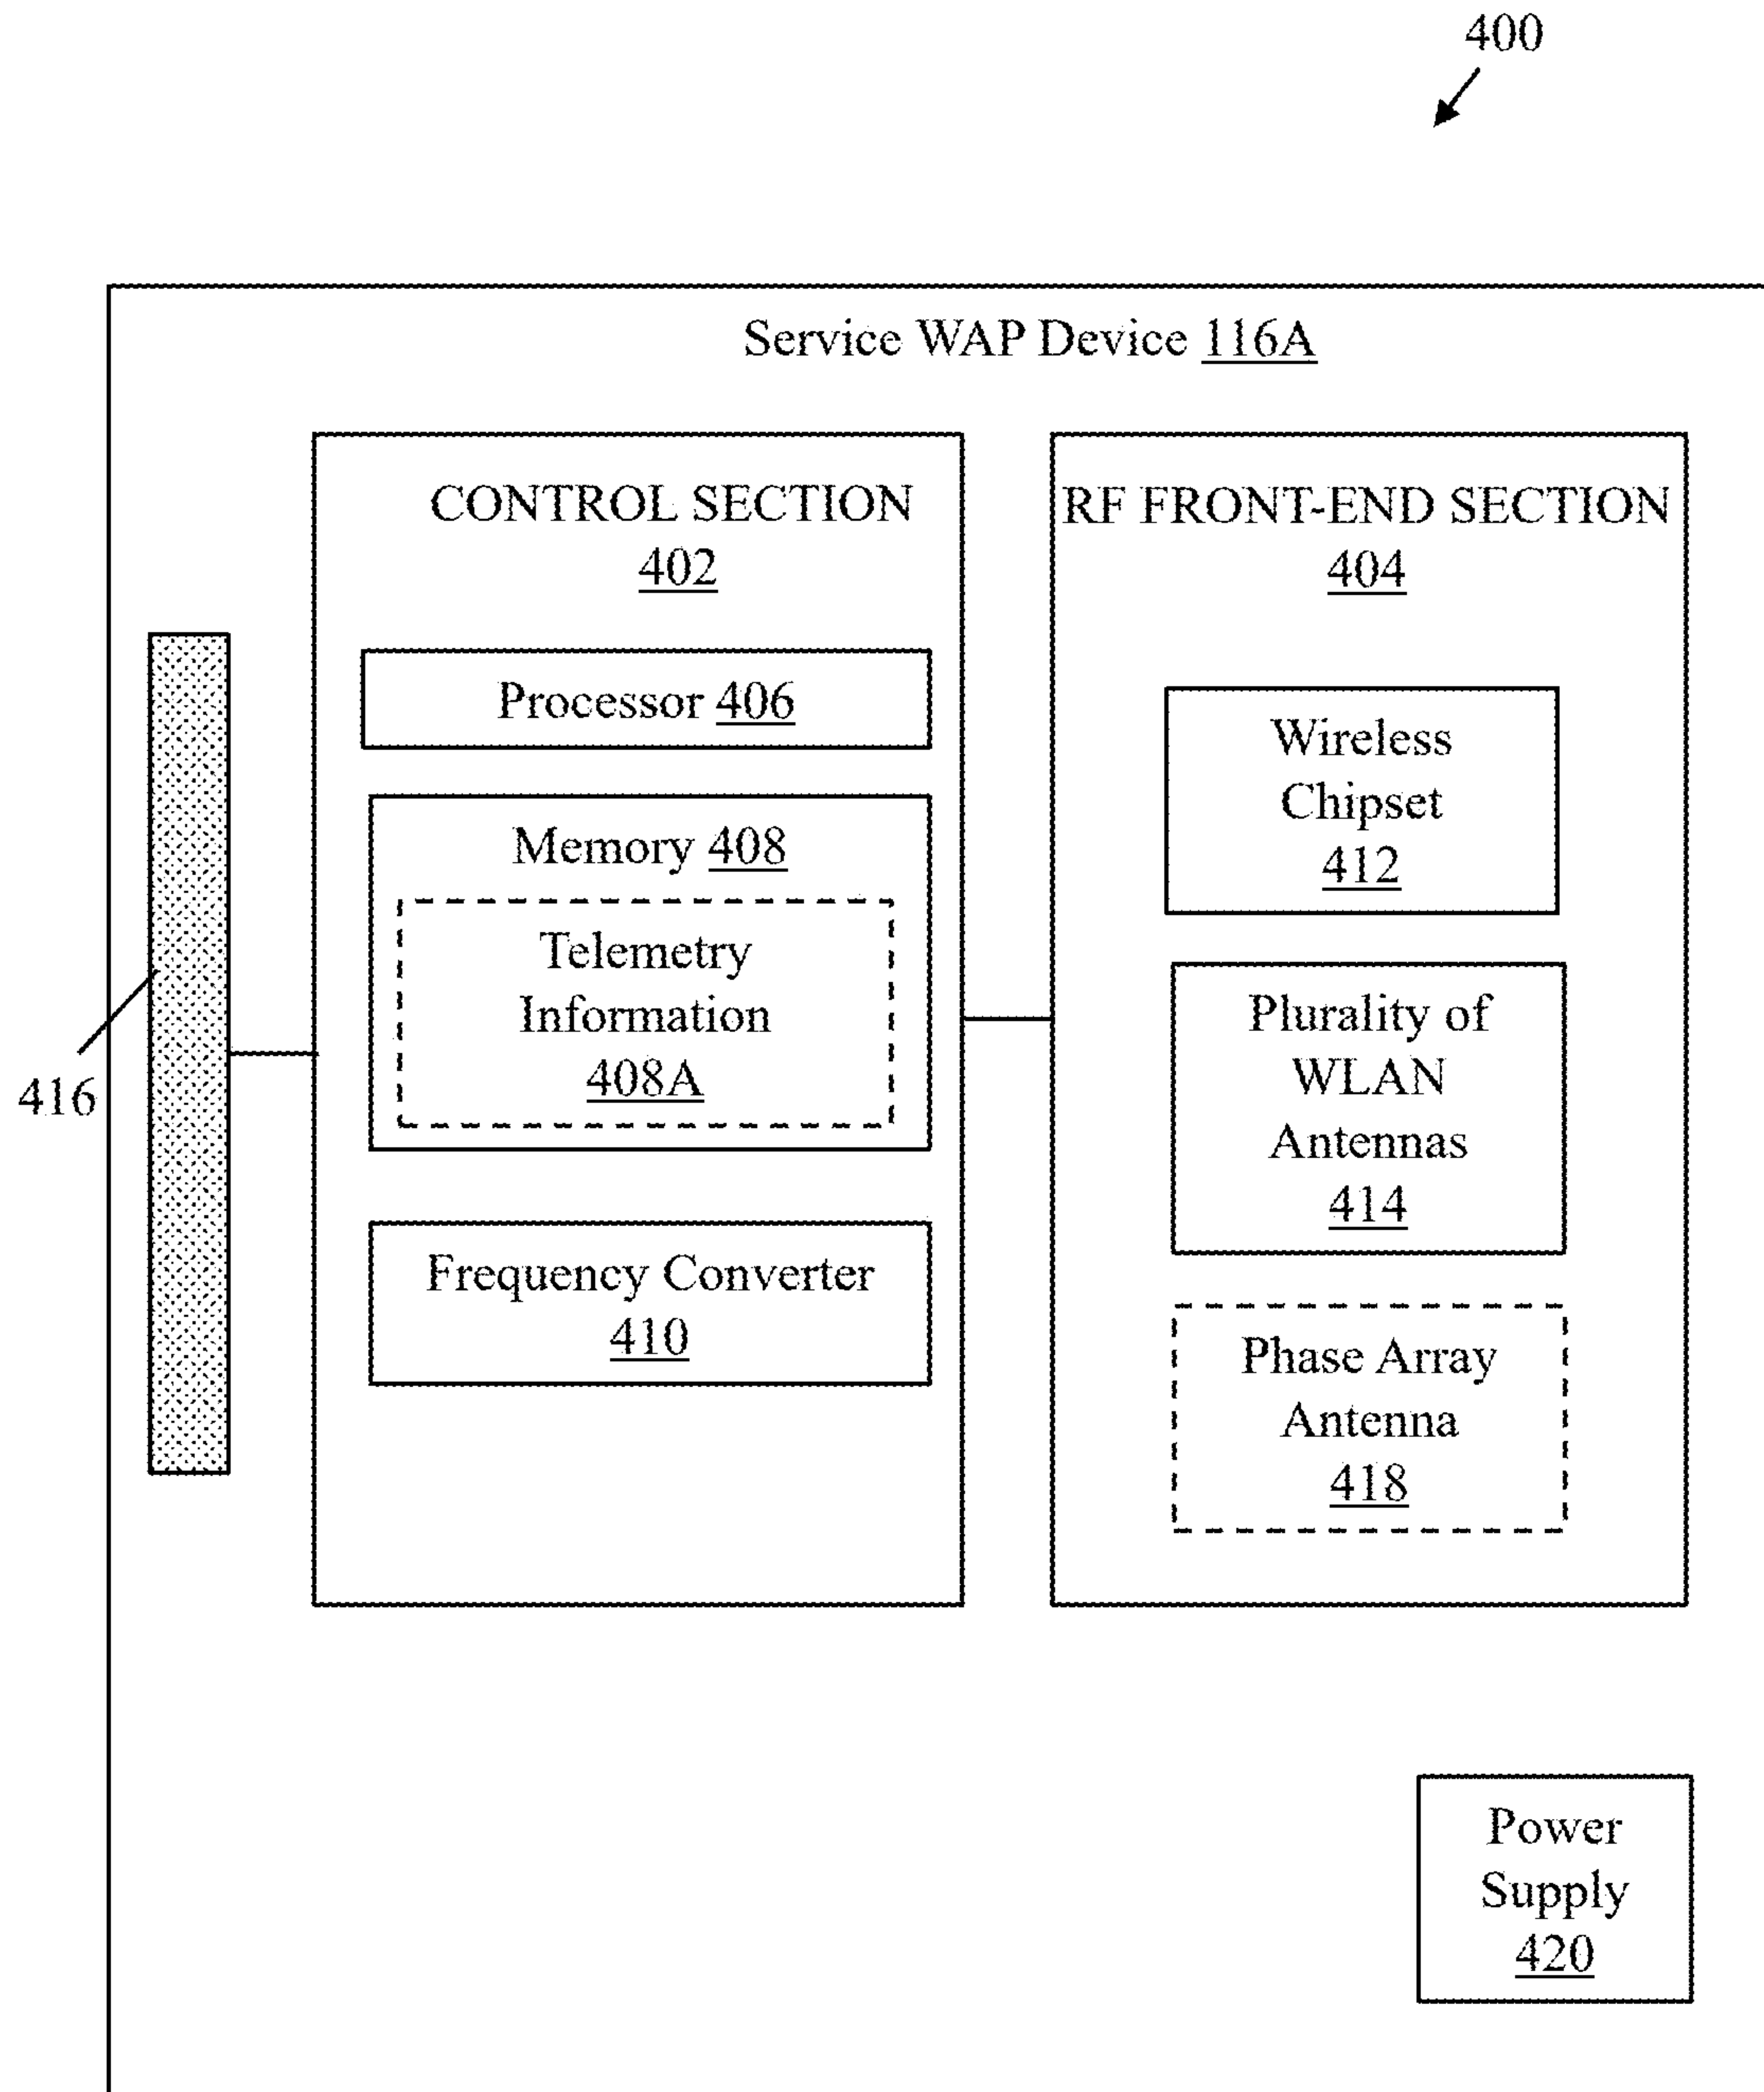 400
Service WAP Device 116A
CONTROL SECTION
402
Processor 406
Memory 408
Telemetry
Information
408A
Frequency Converter
410
RF FRONT-END SECTION
404
Wireless
Chipset
412
Plurality of
WLAN
Antennas
414
Phase Array
Antenna
418
416
Power
Supply
420